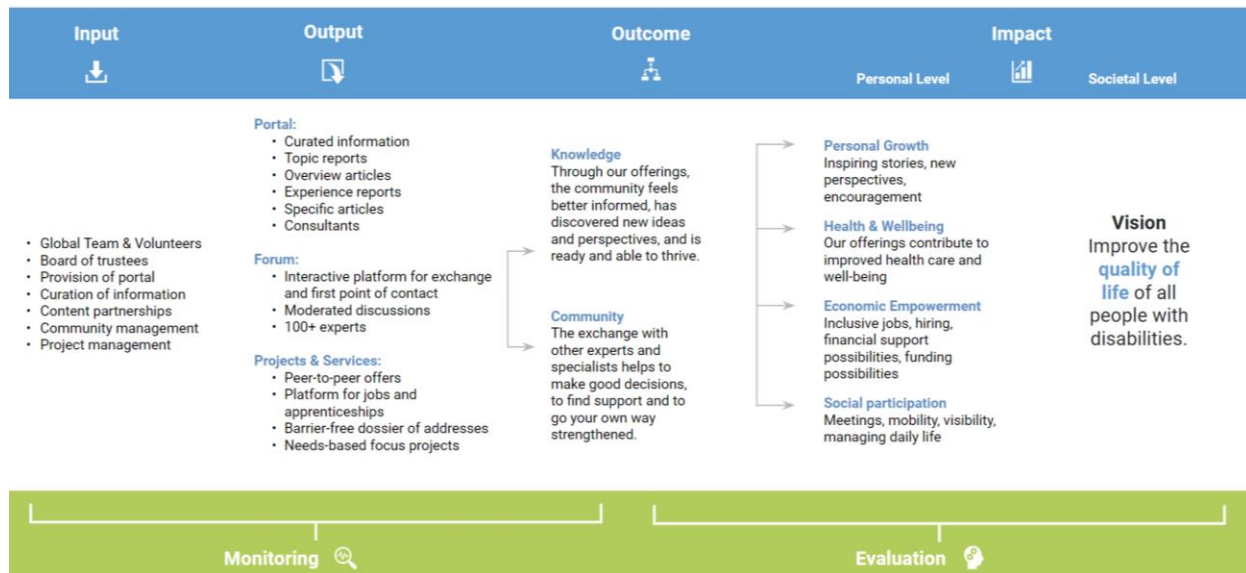 Input
Output
Outcome
Impact
Personal Level
Societal Level
• Global Team & Volunteers
• Board of trustees
• Provision of portal
• Curation of information
• Content partnerships
• Community management
• Project management
Portal:
• Curated information
• Topic reports
• Overview articles
• Experience reports
• Specific articles
• Consultants
Forum:
• Interactive platform for exchange
and first point of contact
• Moderated discussions
• 100+ experts
Projects & Services:
• Peer-to-peer offers
• Platform for jobs and
apprenticeships
• Barrier-free dossier of addresses
• Needs-based focus projects
Knowledge
Through our offerings,
the community feels
better informed, has
discovered new ideas
and perspectives, and is
ready and able to thrive.
Community
The exchange with
other experts and
specialists helps to
make good decisions,
to find support and to
go your own way
strengthened.
Personal Growth
Inspiring stories, new
perspectives,
encouragement
Health & Wellbeing
Our offerings contribute to
improved health care and
well-being
Economic Empowerment
Inclusive jobs, hiring,
financial support
possibilities, funding
possibilities
Social participation
Meetings, mobility, visibility,
managing daily life
Vision
Improve the
quality of
life of all
people with
disabilities.
Monitoring
Evaluation